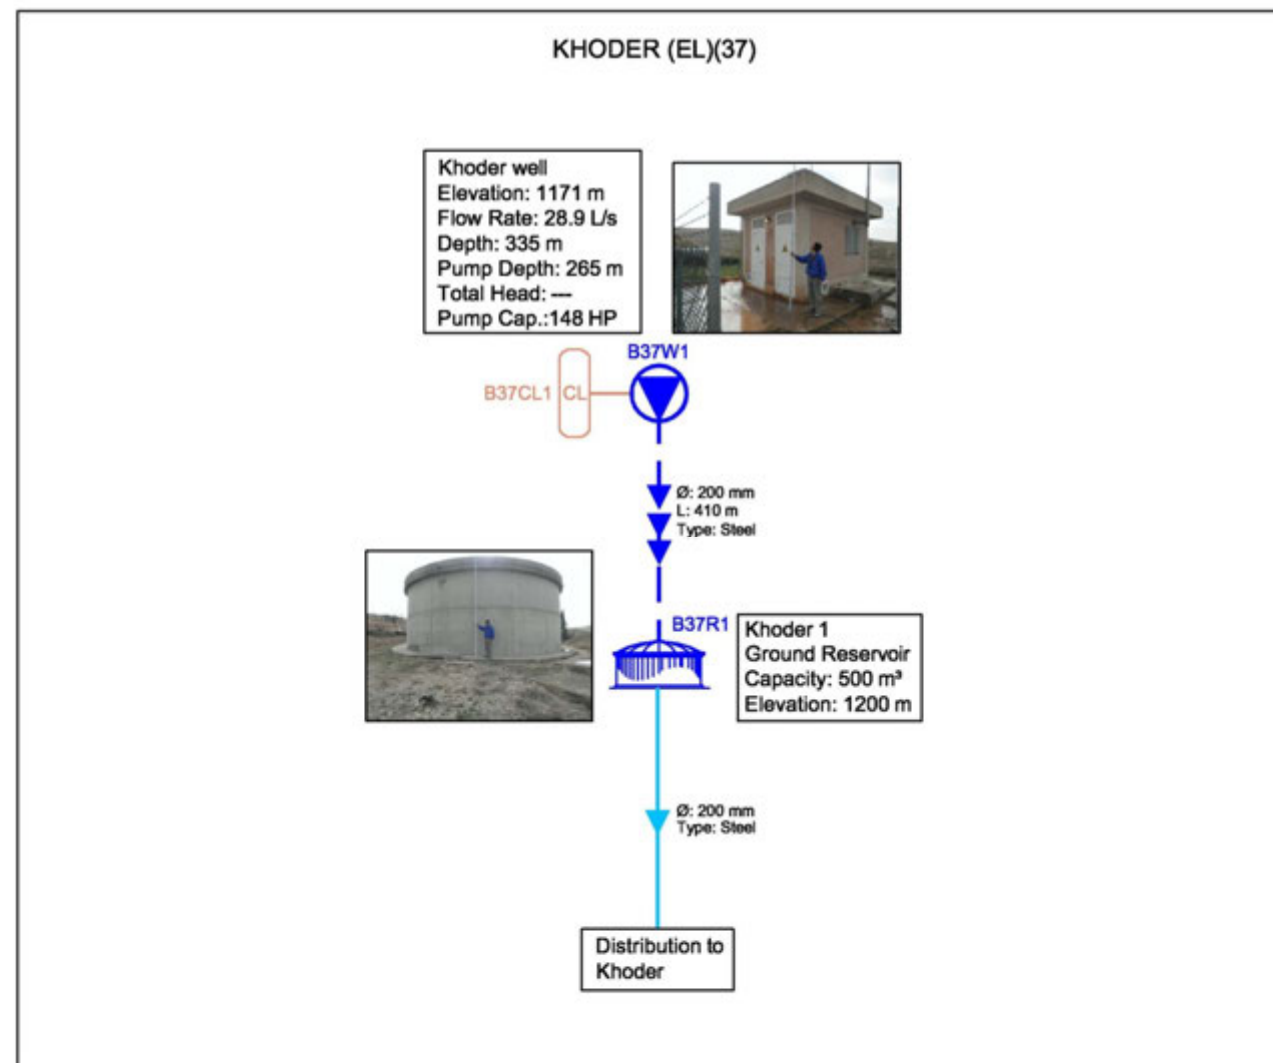 KHODER (EL)(37)
Khoder well
Elevation: 1171 m
Flow Rate: 28.9 L/s
Depth: 335 m
Pump Depth: 265 m
Total Head: ---
Pump Cap.:148 HP
B37W1
B37CL1
CL
Ø: 200 mm
L: 410 m
Type: Steel
B37R1
Khoder 1
Ground Reservoir
Capacity: 500 m³
Elevation: 1200 m
Ø: 200 mm
Type: Steel
Distribution to
Khoder